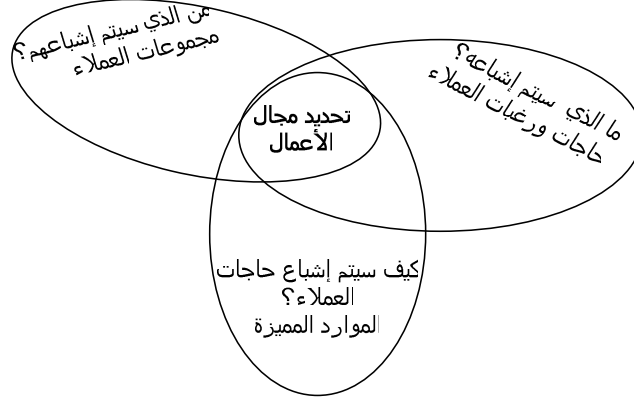 من الذي سيتم إشباعهم؟
مجموعات العملاء
ما الذي سيتم إشباعه؟
حاجات ورغبات العملاء
تحديد مجال
الأعمال
كيف سيتم إشباع حاجات
العملاء؟
الموارد المميزة